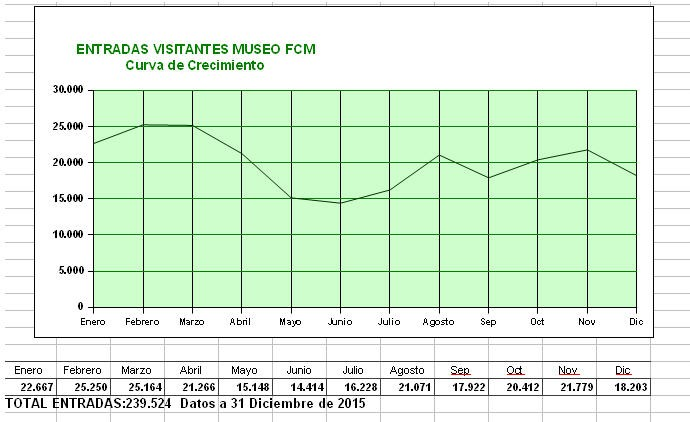 ENTRADAS VISITANTES MUSEO FCM
Curva de Crecimiento
30.000
25.000
20.000
15.000
10.000
5.000
0
Enero Febrero Marzo Abril Mayo Junio Julio Agosto Sep Oct Nov Dic
Enero Febrero Marzo Abril Mayo Junio Julio Agosto Sep Oct Nov Dic
22.667 25.250 25.164 21.266 15.148 14.414 16.228 21.071 17.922 20.412 21.779 18.203
TOTAL ENTRADAS:239.524 Datos a 31 Diciembre de 2015